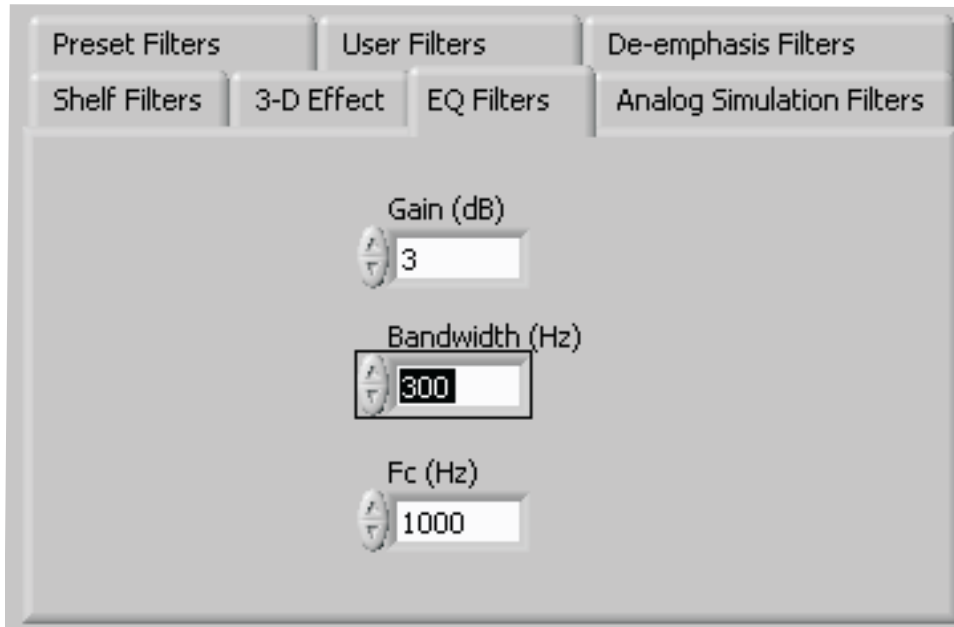 Preset Filters User Filters De-emphasis Filters
Shelf Filters 3-D Effect EQ Filters Analog Simulation Filters
Gain (dB)
3
Bandwidth (Hz)
300
Fc (Hz)
1000